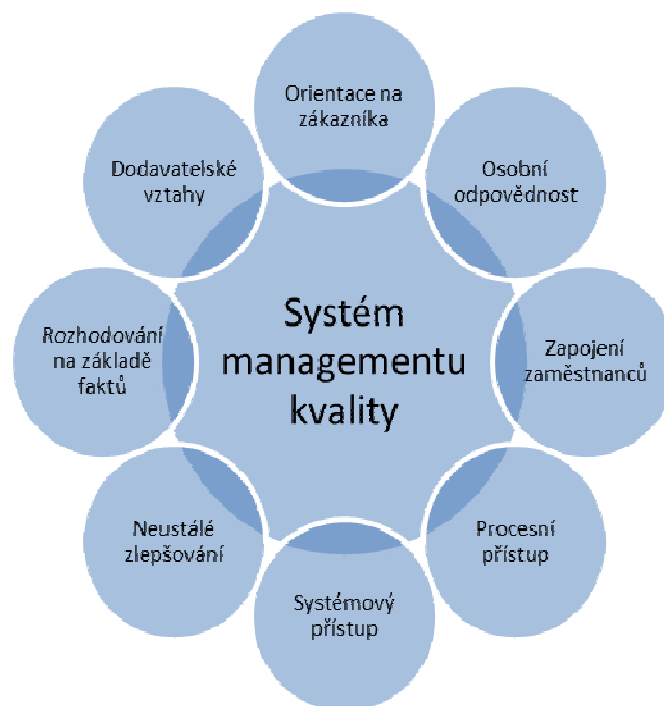 Orientace na
zákazníka
Osobní
odpovědnost
Zapojení
zaměstnanců
Procesní
přístup
Systémový
přístup
Neustálé
zlepšování
Rozhodování
na základě
faktů
Dodavatelské
vztahy
Systém
managementu
kvality